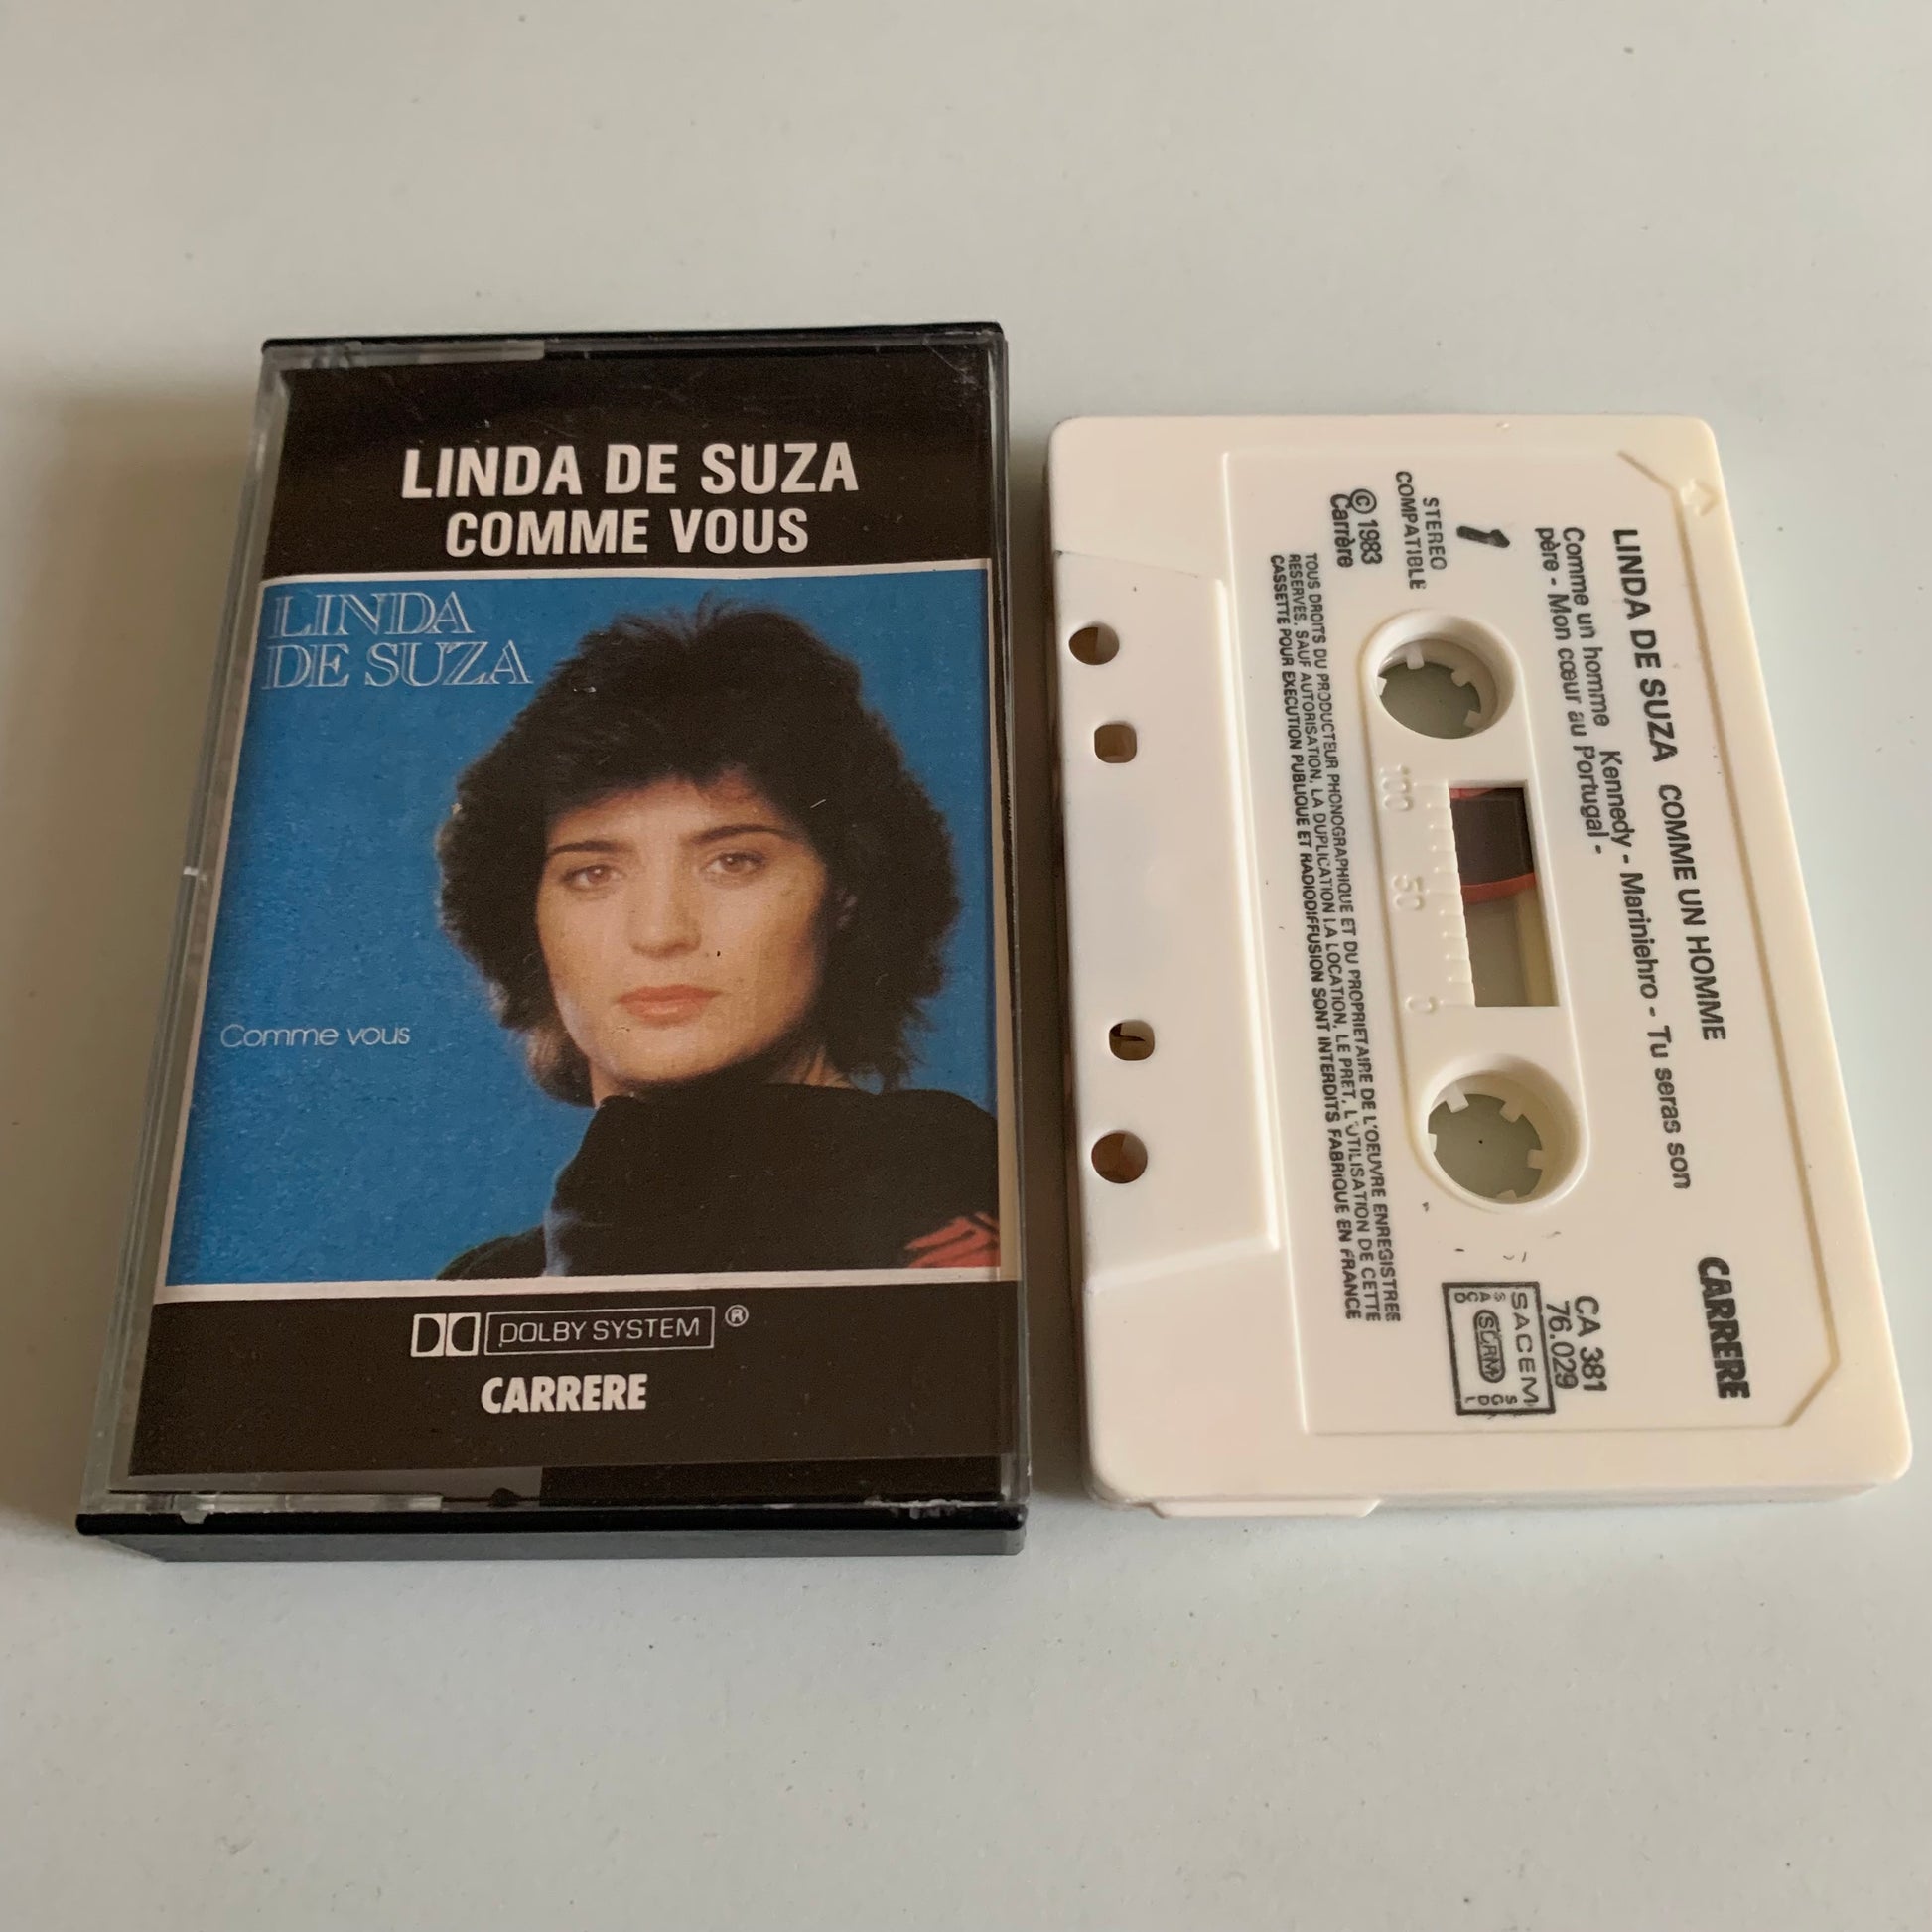 LINDA DE SUZA
COMME VOUS
LINDA
DE SUZA
Comme vous
DOLBY SYSTEM ®
CARRERE
LINDA DE SUZA COMME UN HOMME
Comme un homme Kennedy - Mariniehro - Tu seras son
père - Mon cœur au Portugal -
1
STEREO
COMPATIBLE
© 1983
Carrère
100 50 0
TOUS DROITS DU PRODUCTEUR PHONOGRAPHIQUE ET DU PROPRIETAIRE DE L'OEUVRE ENREGISTREE
RESERVES. SAUF AUTORISATION, LA DUPLICATION LA LOCATION, LE PRET, L'UTILISATION DE CETTE
CASSETTE POUR EXECUTION PUBLIQUE ET RADIODIFFUSION SONT INTERDITS FABRIQUE EN FRANCE
CARRERE
CA 381
76.029
SACEM
SDRM